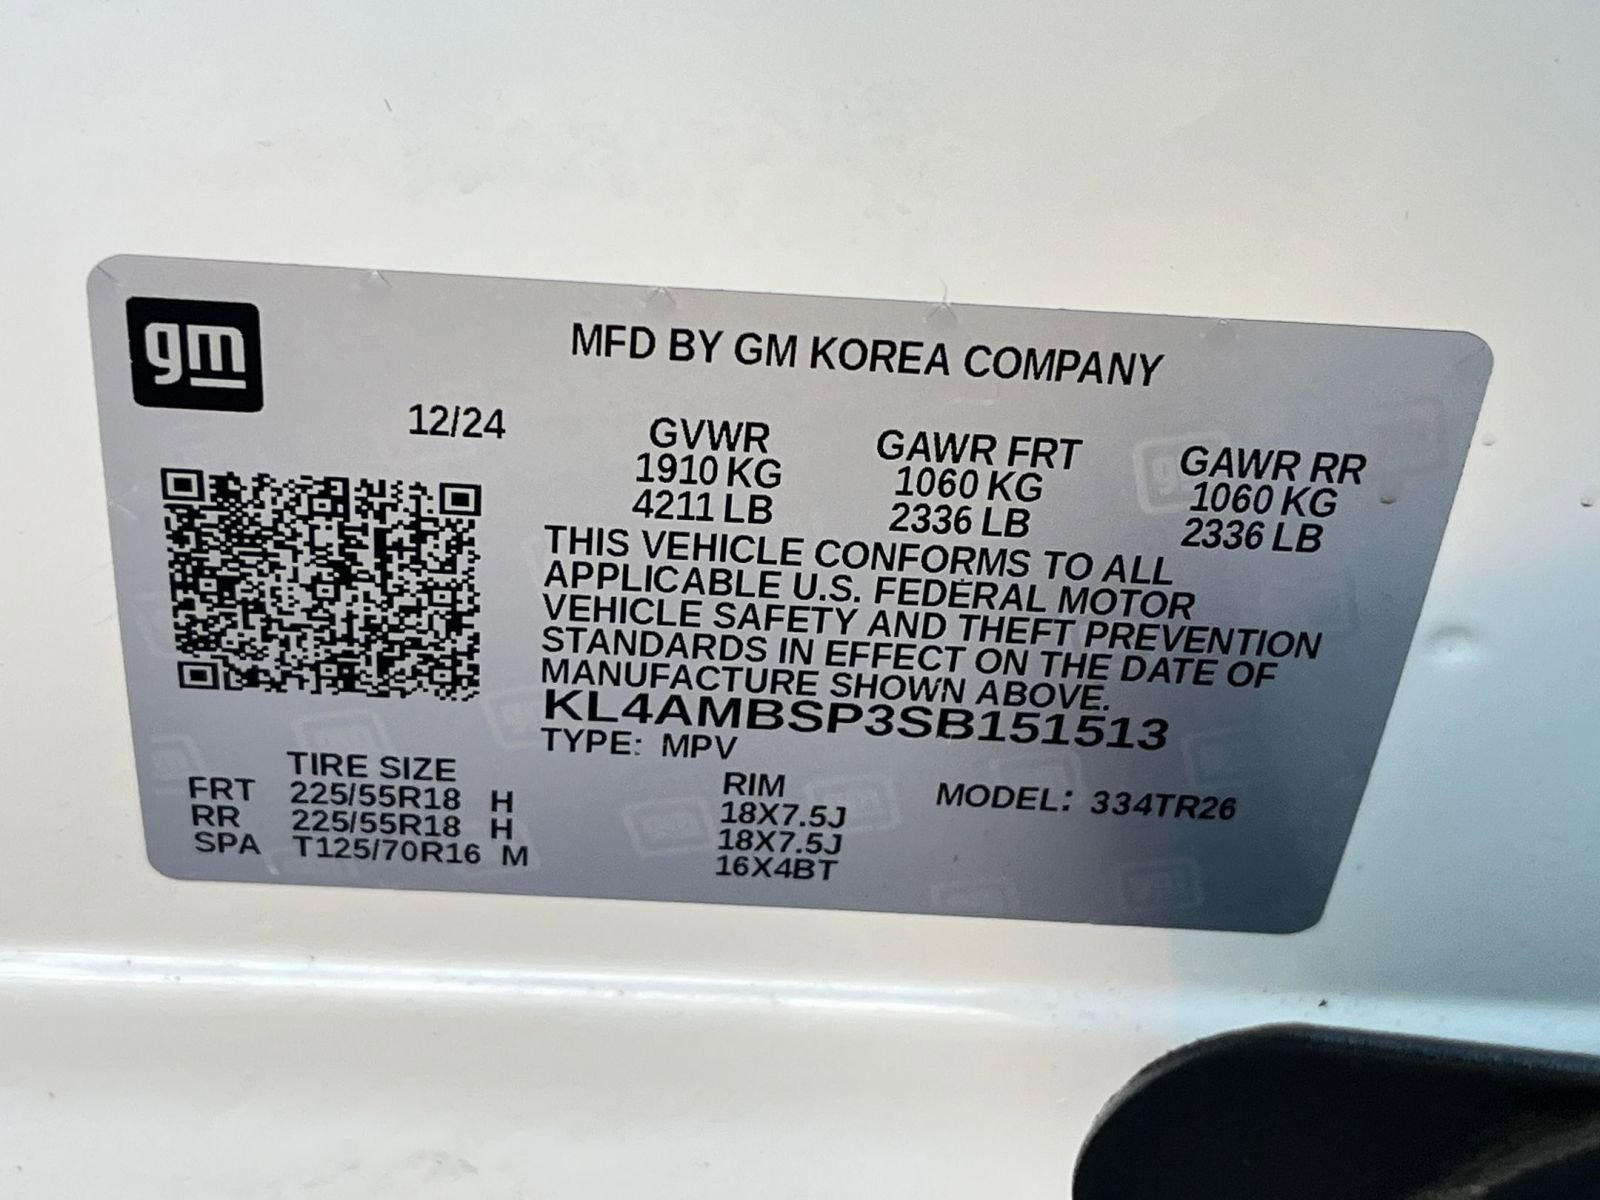 gm
MFD BY GM KOREA COMPANY
12/24
GVWR GAWR FRT GAWR RR
1910 KG 1060 KG 1060 KG
4211 LB 2336 LB 2336 LB
THIS VEHICLE CONFORMS TO ALL
APPLICABLE U.S. FEDERAL MOTOR
VEHICLE SAFETY AND THEFT PREVENTION
STANDARDS IN EFFECT ON THE DATE OF
MANUFACTURE SHOWN ABOVE.
KL4AMBSP3SB151513
TYPE: MPV
TIRE SIZE RIM MODEL: 334TR26
FRT 225/55R18 H 18X7.5J
RR 225/55R18 H 18X7.5J
SPA T125/70R16 M 16X4BT